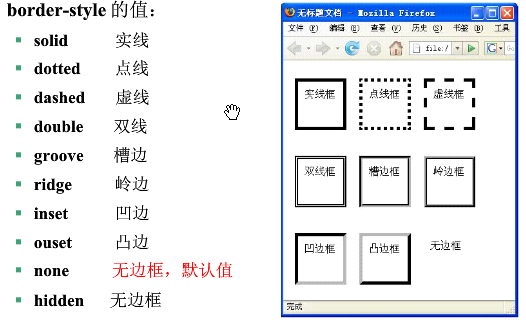 border-style 的值：
solid 实线
dotted 点线
dashed 虚线
double 双线
groove 槽边
ridge 岭边
inset 凹边
ouset 凸边
none 无边框，默认值
hidden 无边框
无标题文档 - Mozilla Firefox
文件(F) 编辑(E) 查看(V) 历史(S) 书签(B) 工具
file:/
实线框 点线框 虚线框
双线框 槽边框 岭边框
凹边框 凸边框 无边框
完成